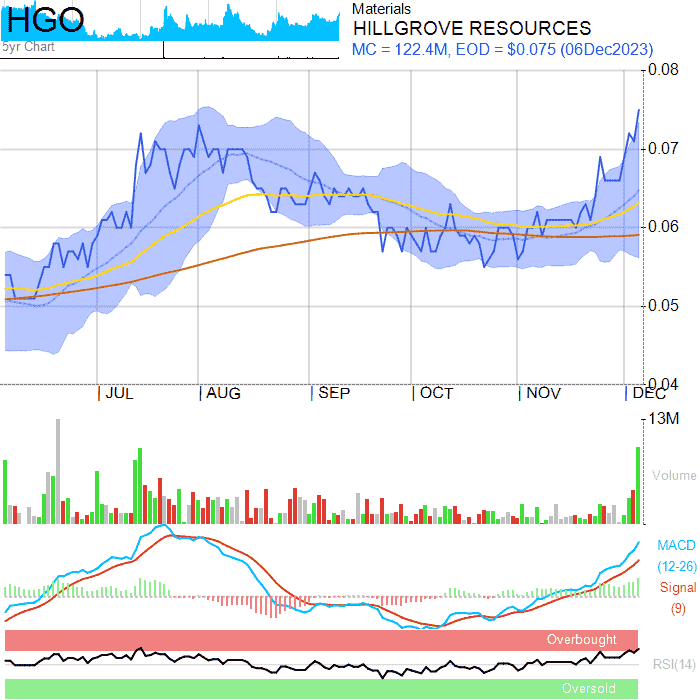 HGO
5yr Chart
Materials
HILLGROVE RESOURCES
MC = 122.4M, EOD = $0.075 (06Dec2023)
0.08
0.07
0.06
0.05
0.04
JUL AUG SEP OCT NOV DEC
13M
Volume
MACD
(12-26)
Signal
(9)
Overbought
RSI(14)
Oversold